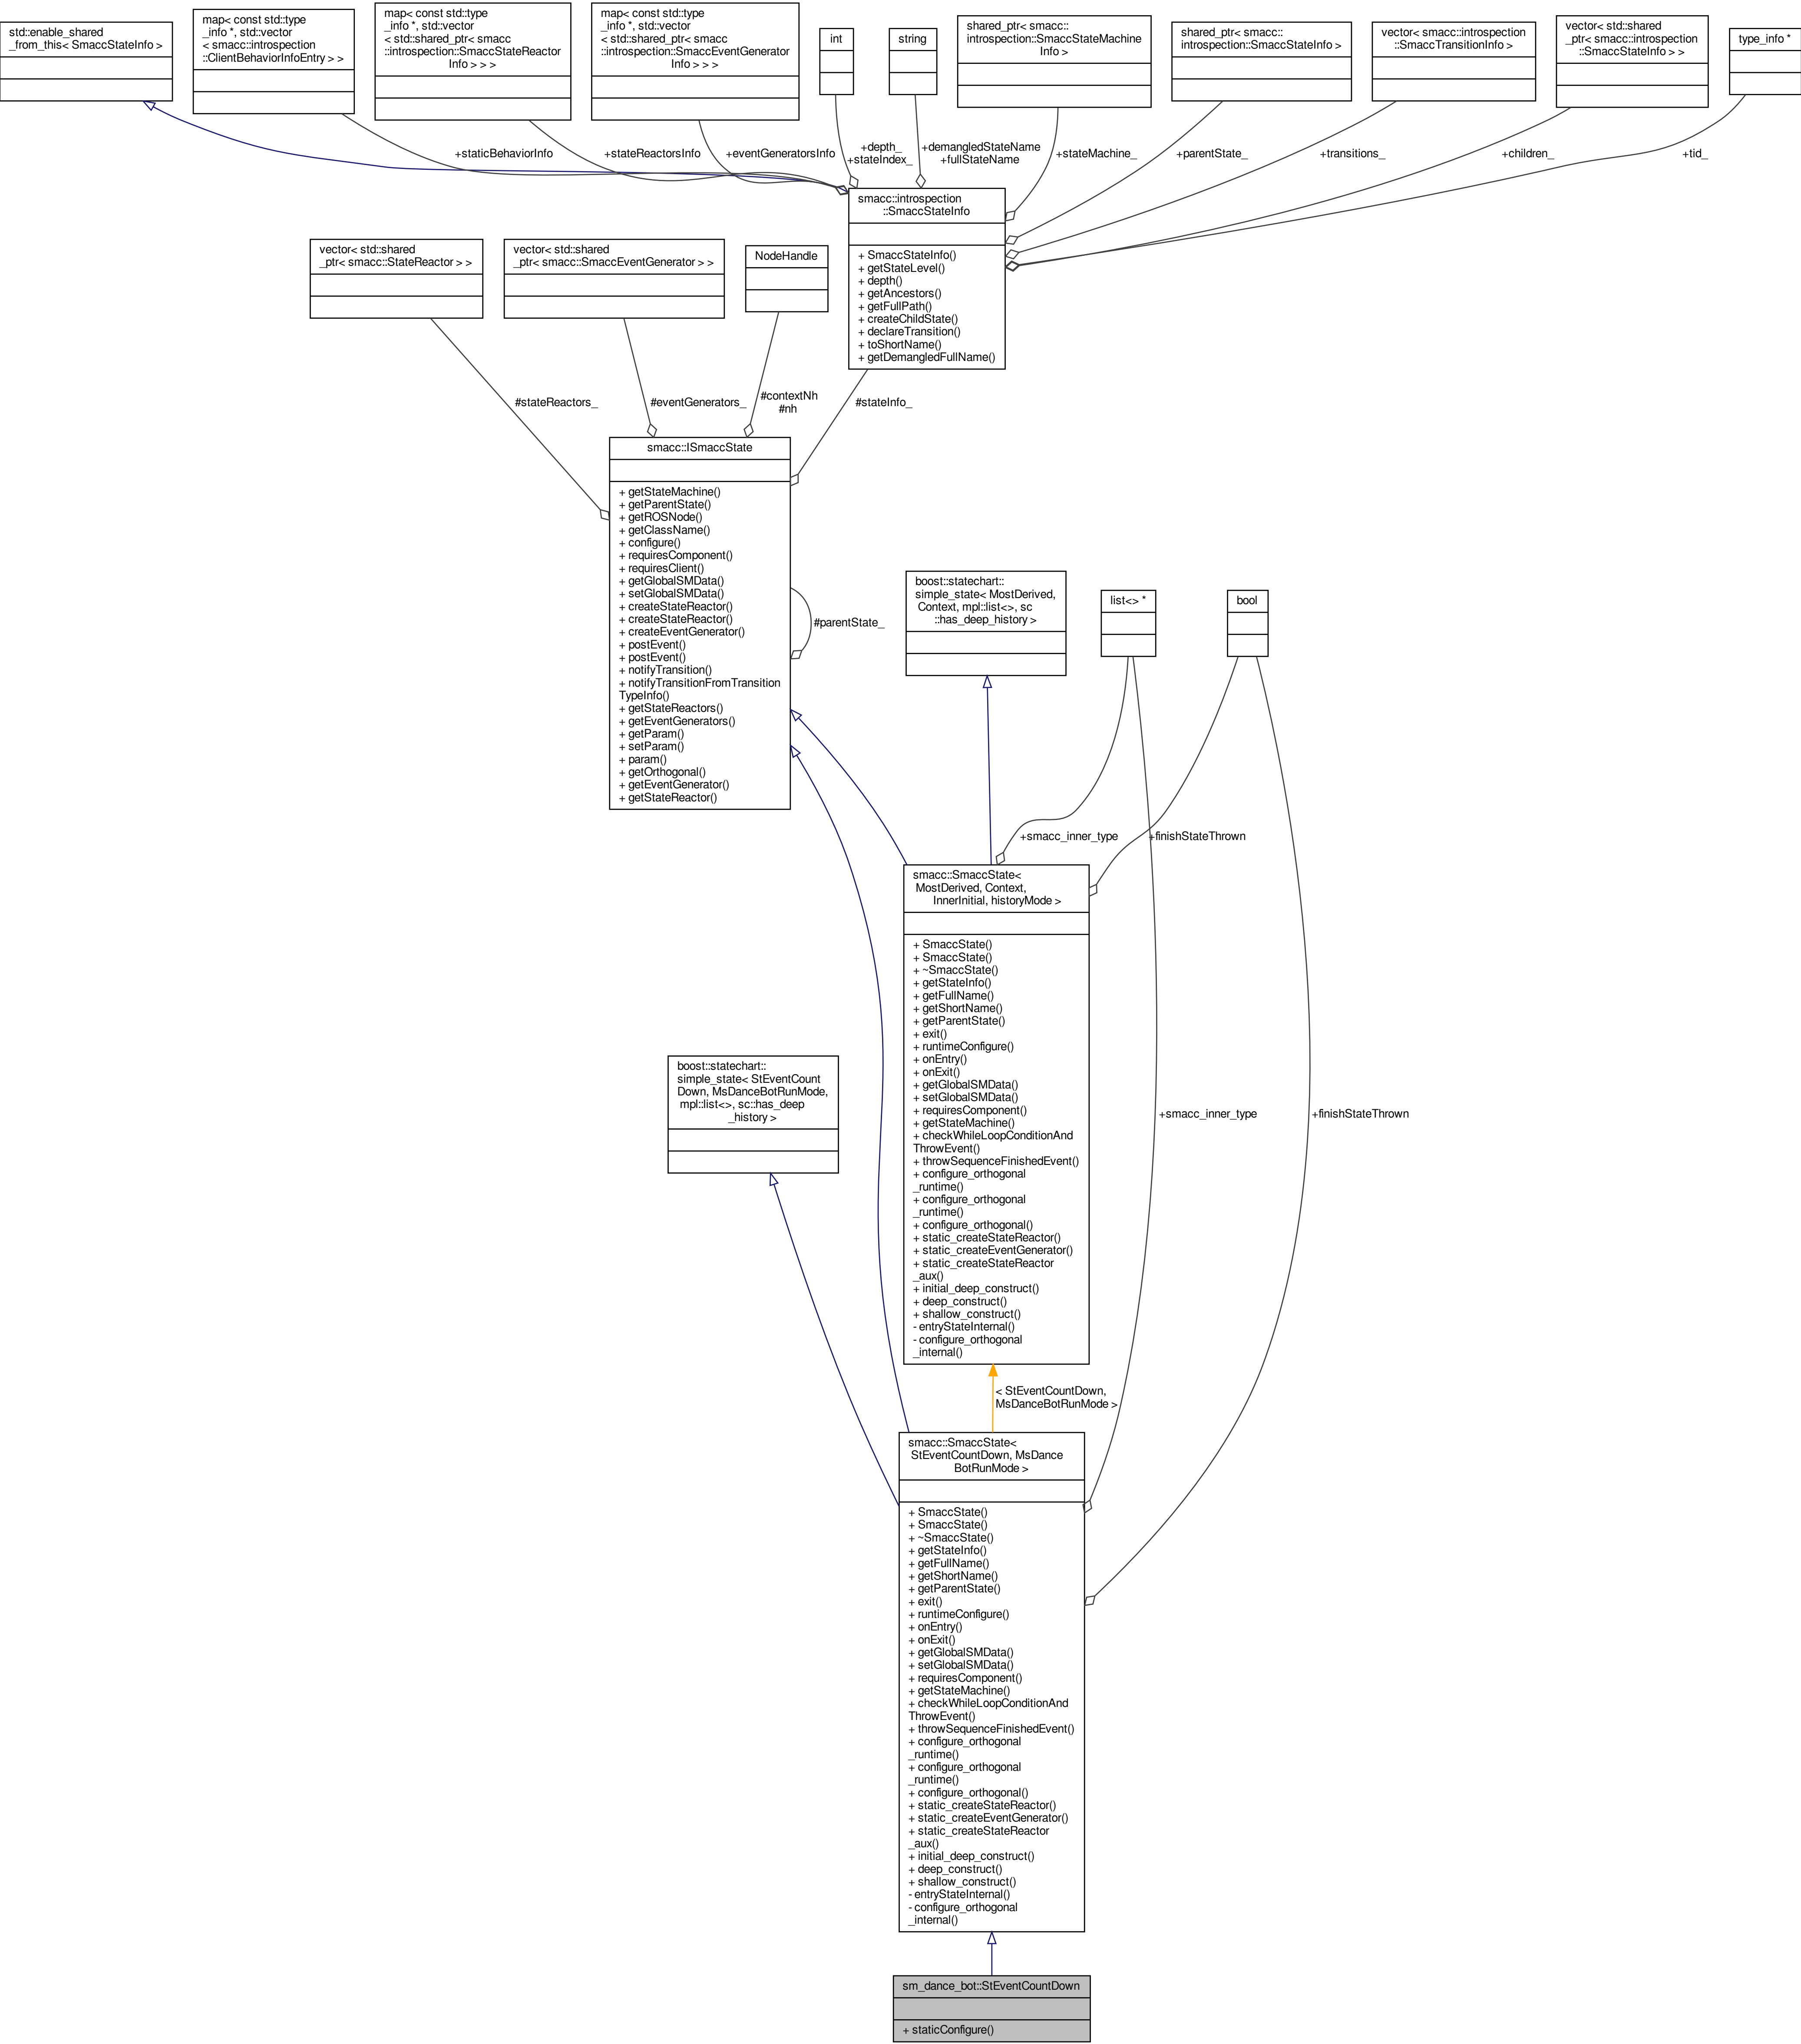 std::enable_shared
_from_this< SmaccStateInfo >
map< const std::type
_info *, std::vector
< smacc::introspection
::ClientBehaviorInfoEntry > >
map< const std::type
_info *, std::vector
< std::shared_ptr< smacc
::introspection::SmaccStateReactor
Info > > >
map< const std::type
_info *, std::vector
< std::shared_ptr< smacc
::introspection::SmaccEventGenerator
Info > > >
int
string
shared_ptr< smacc::
introspection::SmaccStateMachine
Info >
shared_ptr< smacc::
introspection::SmaccStateInfo >
vector< smacc::introspection
::SmaccTransitionInfo >
vector< std::shared
_ptr< smacc::introspection
::SmaccStateInfo > >
type_info *
+staticBehaviorInfo
+stateReactorsInfo
+eventGeneratorsInfo
+depth_
+stateIndex_
+demangledStateName
+fullStateName
+stateMachine_
+parentState_
+transitions_
+children_
+tid_
smacc::introspection
::SmaccStateInfo
+ SmaccStateInfo()
+ getStateLevel()
+ depth()
+ getAncestors()
+ getFullPath()
+ createChildState()
+ declareTransition()
+ toShortName()
+ getDemangledFullName()
vector< std::shared
_ptr< smacc::StateReactor > >
vector< std::shared
_ptr< smacc::SmaccEventGenerator > >
NodeHandle
#stateReactors_
#eventGenerators_
#contextNh
#nh
#stateInfo_
smacc::ISmaccState
+ getStateMachine()
+ getParentState()
+ getROSNode()
+ getClassName()
+ configure()
+ requiresComponent()
+ requiresClient()
+ getGlobalSMData()
+ setGlobalSMData()
+ createStateReactor()
+ createStateReactor()
+ createEventGenerator()
+ postEvent()
+ postEvent()
+ notifyTransition()
+ notifyTransitionFromTransition
TypeInfo()
+ getStateReactors()
+ getEventGenerators()
+ getParam()
+ setParam()
+ param()
+ getOrthogonal()
+ getEventGenerator()
+ getStateReactor()
#parentState_
boost::statechart::
simple_state< MostDerived,
Context, mpl::list<>, sc
::has_deep_history >
list<> *
bool
+smacc_inner_type
+finishStateThrown
smacc::SmaccState<
MostDerived, Context,
InnerInitial, historyMode >
+ SmaccState()
+ SmaccState()
+ ~SmaccState()
+ getStateInfo()
+ getFullName()
+ getShortName()
+ getParentState()
+ exit()
+ runtimeConfigure()
+ onEntry()
+ onExit()
+ getGlobalSMData()
+ setGlobalSMData()
+ requiresComponent()
+ getStateMachine()
+ checkWhileLoopConditionAnd
ThrowEvent()
+ throwSequenceFinishedEvent()
+ configure_orthogonal
_runtime()
+ configure_orthogonal
_runtime()
+ configure_orthogonal()
+ static_createStateReactor()
+ static_createEventGenerator()
+ static_createStateReactor
_aux()
+ initial_deep_construct()
+ deep_construct()
+ shallow_construct()
- entryStateInternal()
- configure_orthogonal
_internal()
boost::statechart::
simple_state< StEventCount
Down, MsDanceBotRunMode,
mpl::list<>, sc::has_deep
_history >
+smacc_inner_type
+finishStateThrown
< StEventCountDown,
MsDanceBotRunMode >
smacc::SmaccState<
StEventCountDown, MsDance
BotRunMode >
+ SmaccState()
+ SmaccState()
+ ~SmaccState()
+ getStateInfo()
+ getFullName()
+ getShortName()
+ getParentState()
+ exit()
+ runtimeConfigure()
+ onEntry()
+ onExit()
+ getGlobalSMData()
+ setGlobalSMData()
+ requiresComponent()
+ getStateMachine()
+ checkWhileLoopConditionAnd
ThrowEvent()
+ throwSequenceFinishedEvent()
+ configure_orthogonal
_runtime()
+ configure_orthogonal
_runtime()
+ configure_orthogonal()
+ static_createStateReactor()
+ static_createEventGenerator()
+ static_createStateReactor
_aux()
+ initial_deep_construct()
+ deep_construct()
+ shallow_construct()
- entryStateInternal()
- configure_orthogonal
_internal()
sm_dance_bot::StEventCountDown
+ staticConfigure()